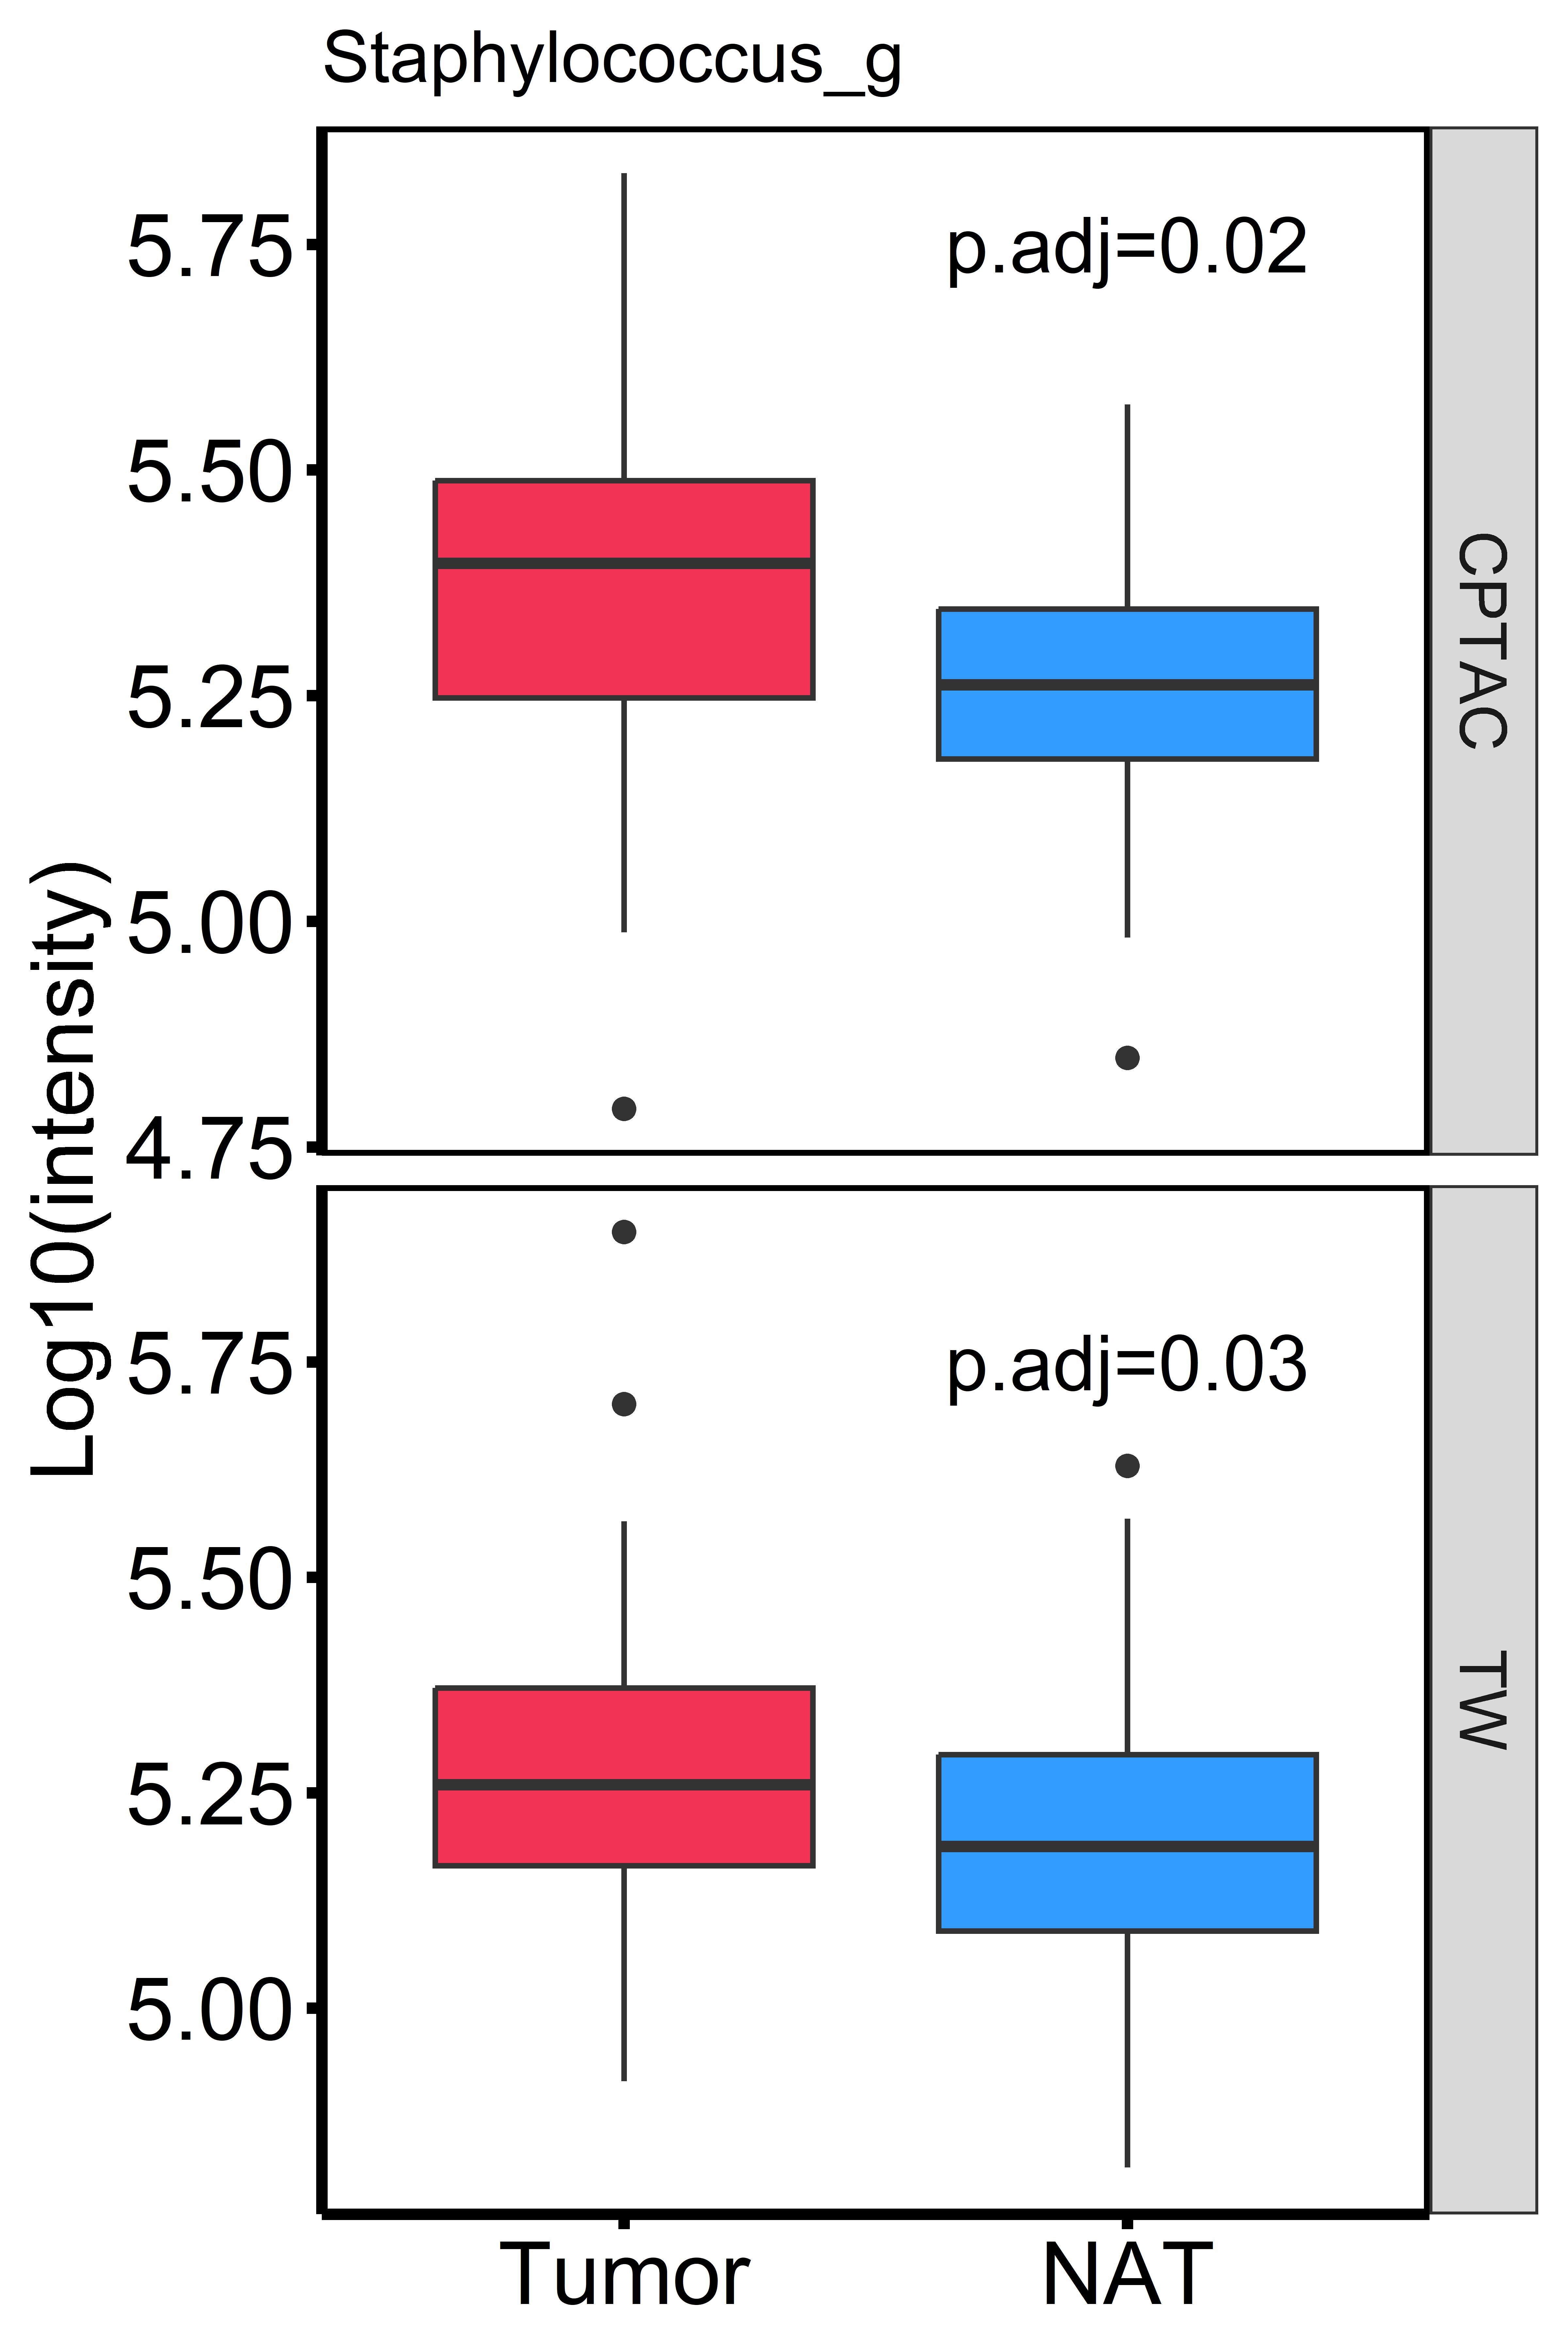 Staphylococcus_g
Log10(intensity)
5.75
5.50
5.25
5.00
4.75
p.adj=0.02
CPTAC
5.75
5.50
5.25
5.00
p.adj=0.03
TW
Tumor
NAT